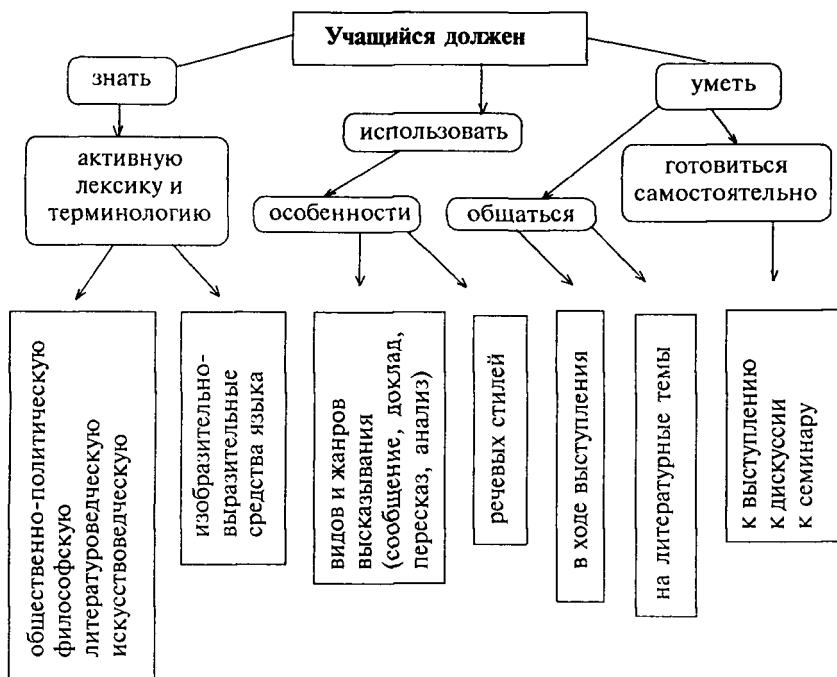 Учащийся должен
знать
уметь
использовать
активную
лексику и
терминологию
готовиться
самостоятельно
особенности
общаться
общественно-политическую
философскую
литературоведческую
искусствоведческую
изобразительно-
выразительные
средства языка
видов и жанров
высказывания
(сообщение, доклад,
пересказ, анализ)
речевых стилей
в ходе выступления
на литературные темы
к выступлению
к дискуссии
к семинару